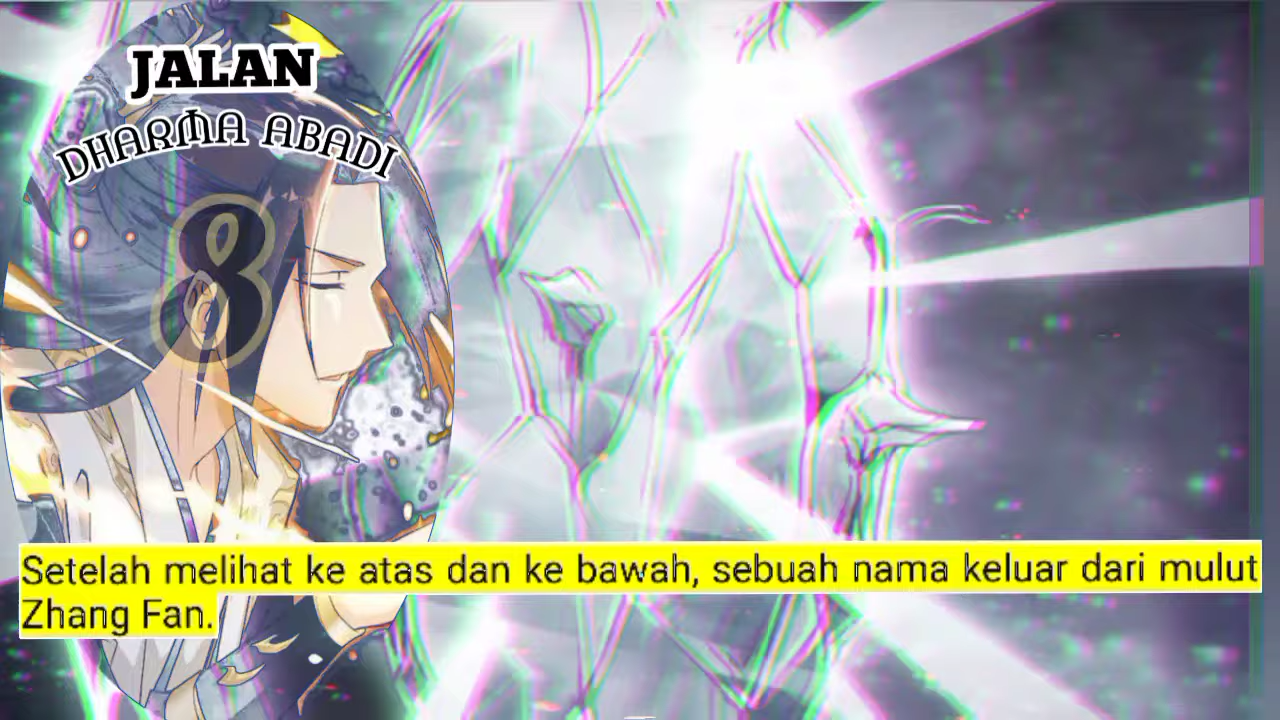 JALAN
DHARMA ABADI
8
Setelah melihat ke atas dan ke bawah, sebuah nama keluar dari mulut
Zhang Fan.